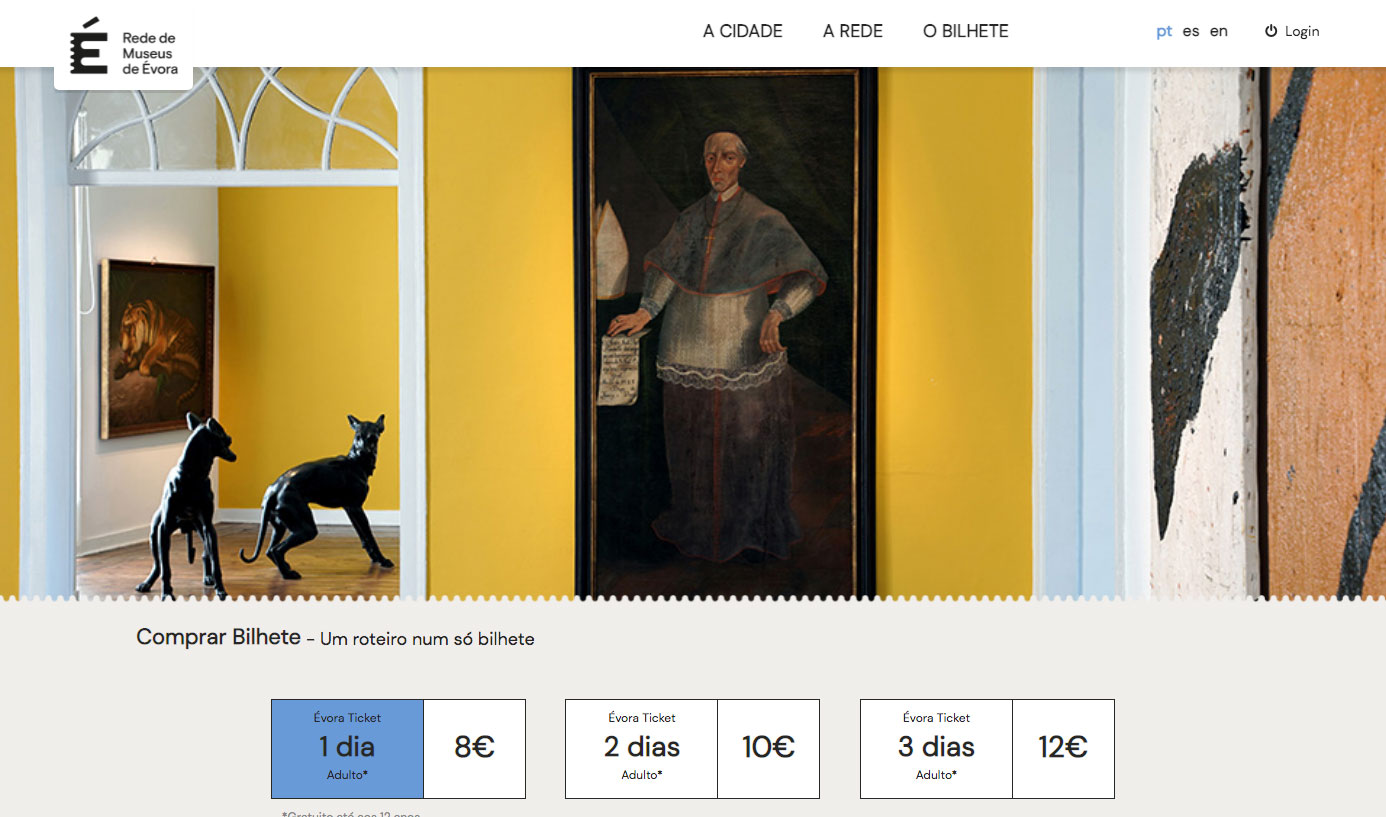 Rede de
Museus
de Évora
A CIDADE A REDE O BILHETE
pt es en Login
Comprar Bilhete – Um roteiro num só bilhete
Évora Ticket
1 dia
Adulto*
8€
Évora Ticket
2 dias
Adulto*
10€
Évora Ticket
3 dias
Adulto*
12€
*Gratuito até aos 12 anos